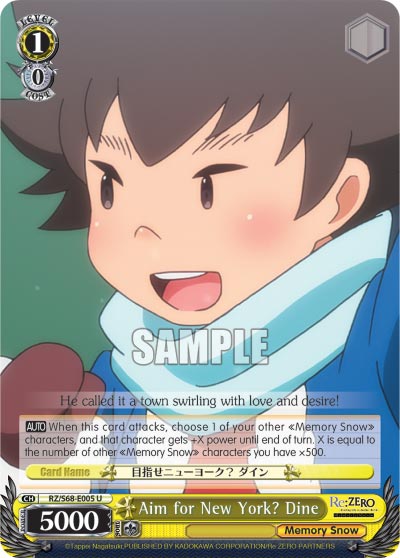 LEVEL
1
0
COST
SAMPLE
He called it a town swirling with love and desire!
AUTO When this card attacks, choose 1 of your other «Memory Snow»
characters, and that character gets +X power until end of turn. X is equal to
the number of other «Memory Snow» characters you have ×500.
Card Name 目指せニューヨーク? ダイン
CH RZ/S68-E005 U
POWER 5000 SOUL Aim for New York? Dine Re:ZERO
Memory Snow
©Tappei Nagatsuki,PUBLISHED BY KADOKAWA CORPORATION/Re:ZERO PARTNERS